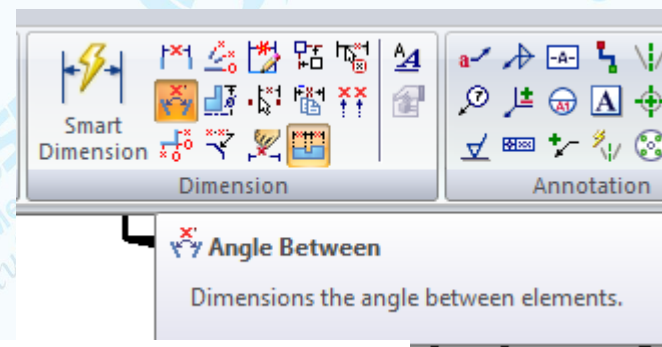 Smart
Dimension
Dimension
Annotation
Angle Between
Dimensions the angle between elements.